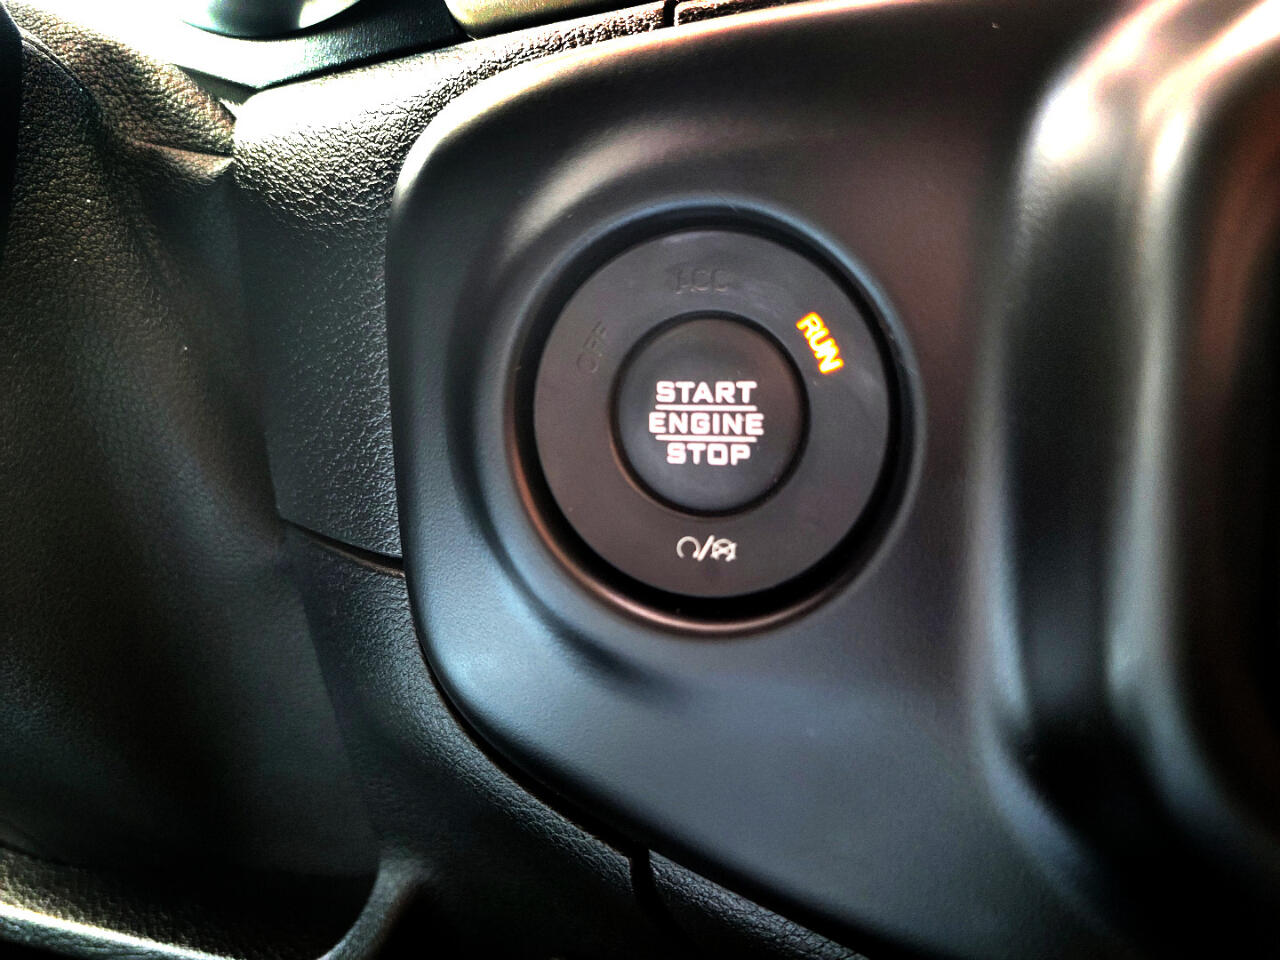 ACC
OFF
RUN
START
ENGINE
STOP